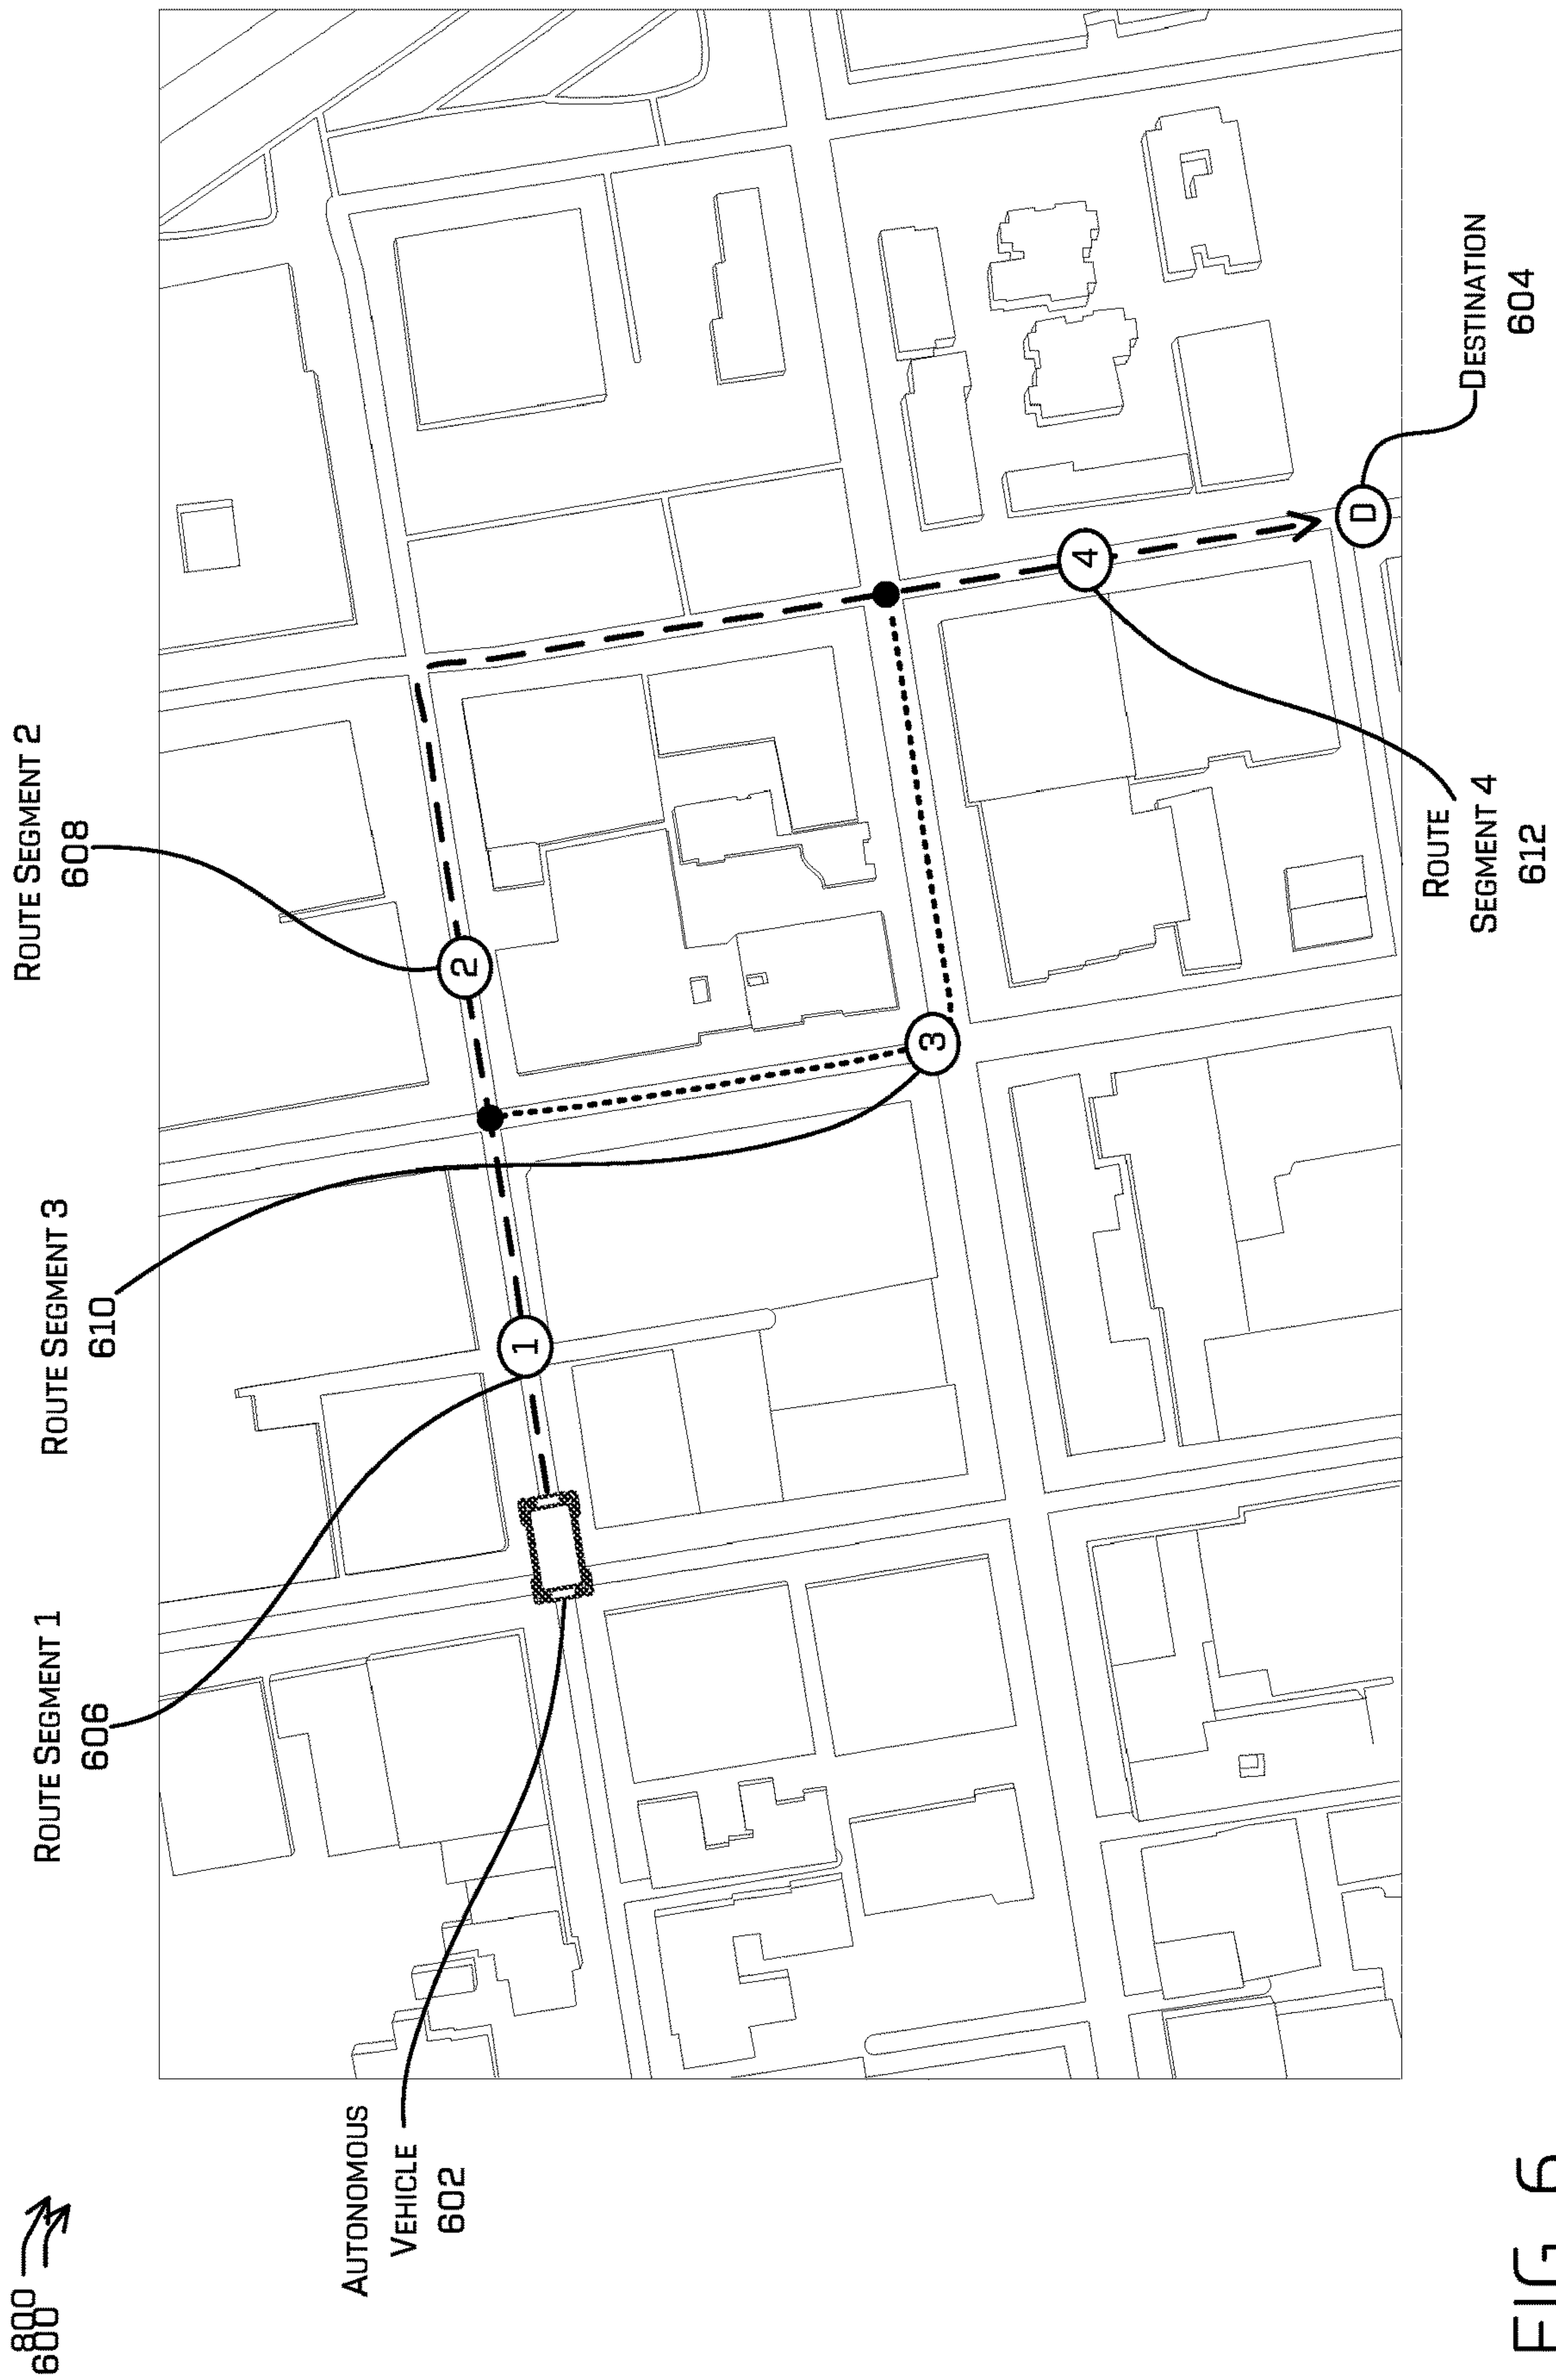 800
600
ROUTE SEGMENT 1
606
ROUTE SEGMENT 3
610
ROUTE SEGMENT 2
608
AUTONOMOUS
VEHICLE
602
1
2
3
4
D
DESTINATION
604
ROUTE
SEGMENT 4
612
FIG. 6